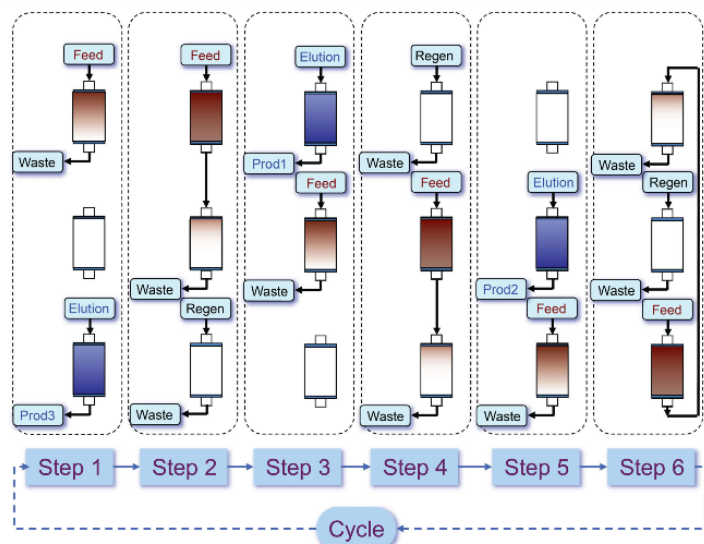 Feed
Waste
Elution
Prod3
Feed
Waste
Regen
Waste
Elution
Prod1
Feed
Waste
Regen
Waste
Feed
Waste
Elution
Prod2
Feed
Waste
Waste
Regen
Waste
Feed
Step 1
Step 2
Step 3
Step 4
Step 5
Step 6
Cycle